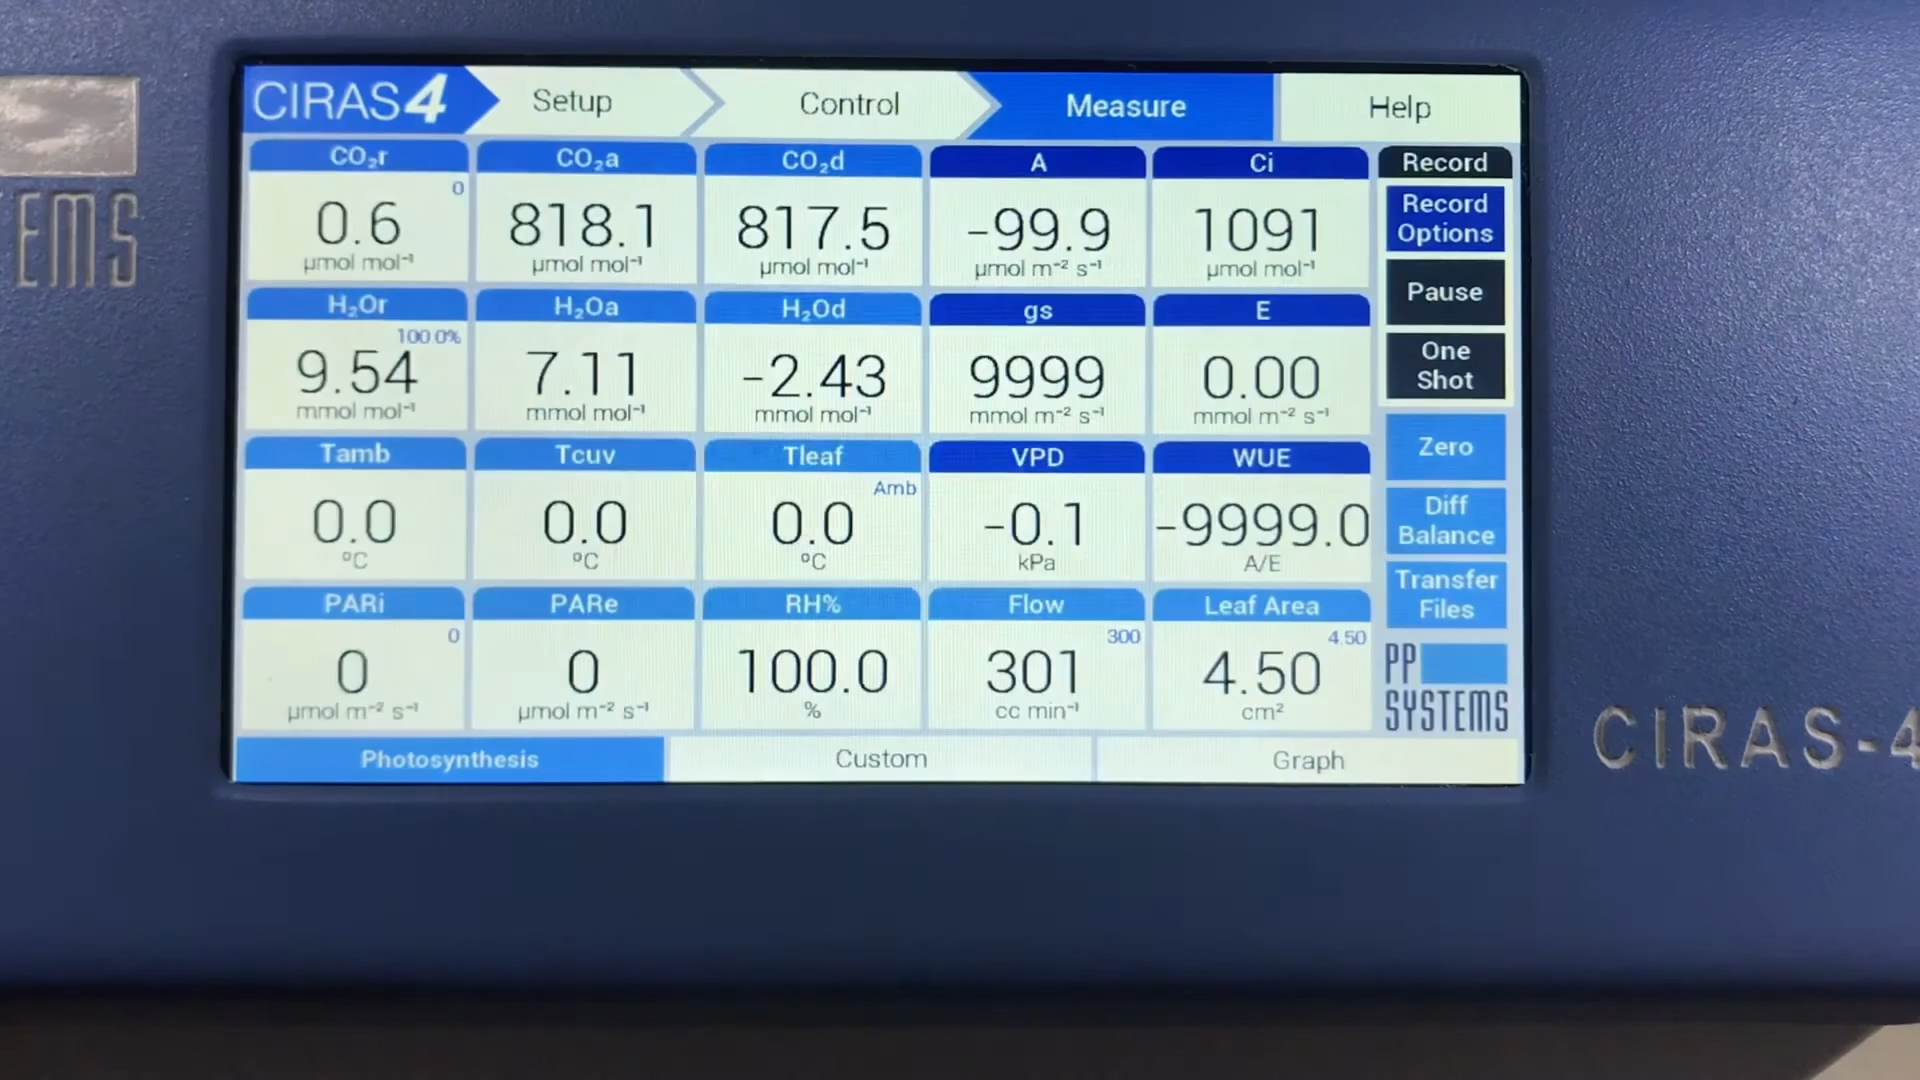 CIRAS4 Setup Control Measure Help
CO₂r CO₂a CO₂d A Ci Record
0
0.6 818.1 817.5 -99.9 1091 Record Options
µmol mol⁻¹ µmol mol⁻¹ µmol mol⁻¹ µmol m⁻² s⁻¹ µmol mol⁻¹
H₂Or H₂Oa H₂Od gs E Pause
100.0%
9.54 7.11 -2.43 9999 0.00 One Shot
mmol mol⁻¹ mmol mol⁻¹ mmol mol⁻¹ mmol m⁻² s⁻¹ mmol m⁻² s⁻¹
Tamb Tcuv Tleaf VPD WUE Zero
Amb
0.0 0.0 0.0 -0.1 -9999.0 Diff Balance
ºC ºC ºC kPa A/E
PARi PARe RH% Flow Leaf Area Transfer Files
0 300 4.50
0 0 100.0 301 4.50
µmol m⁻² s⁻¹ µmol m⁻² s⁻¹ % cc min⁻¹ cm²
PP SYSTEMS
Photosynthesis Custom Graph
CIRAS-4